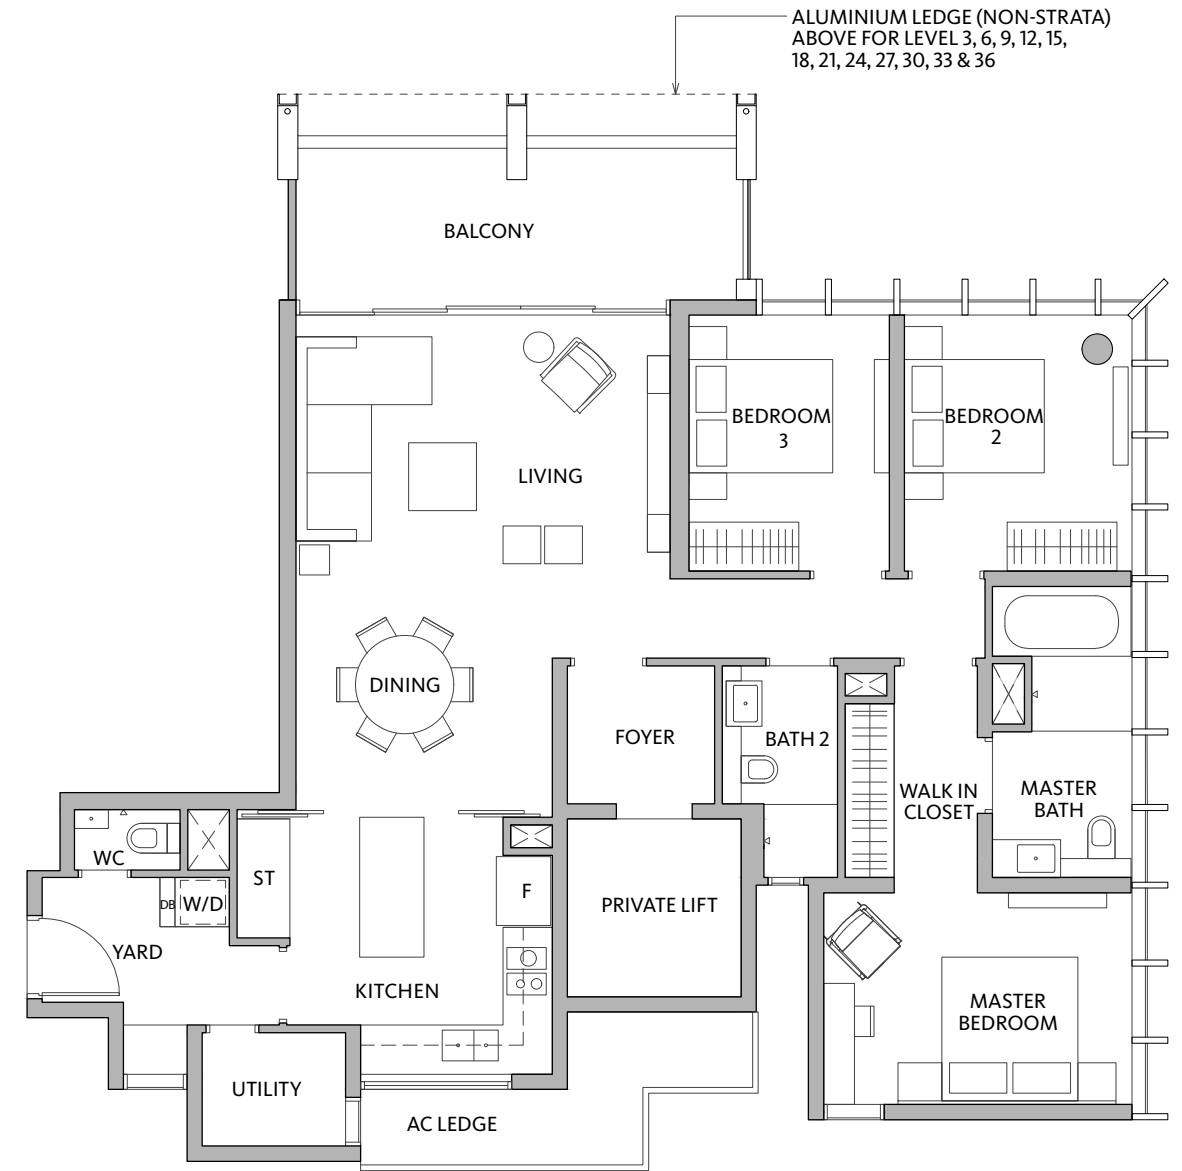 ALUMINIUM LEDGE (NON-STRATA)
ABOVE FOR LEVEL 3, 6, 9, 12, 15,
18, 21, 24, 27, 30, 33 & 36
BALCONY
BEDROOM
3
BEDROOM
2
LIVING
DINING
FOYER
BATH 2
WALK IN
CLOSET
MASTER
BATH
WC
ST
F
DB
W/D
PRIVATE LIFT
YARD
KITCHEN
MASTER
BEDROOM
UTILITY
AC LEDGE